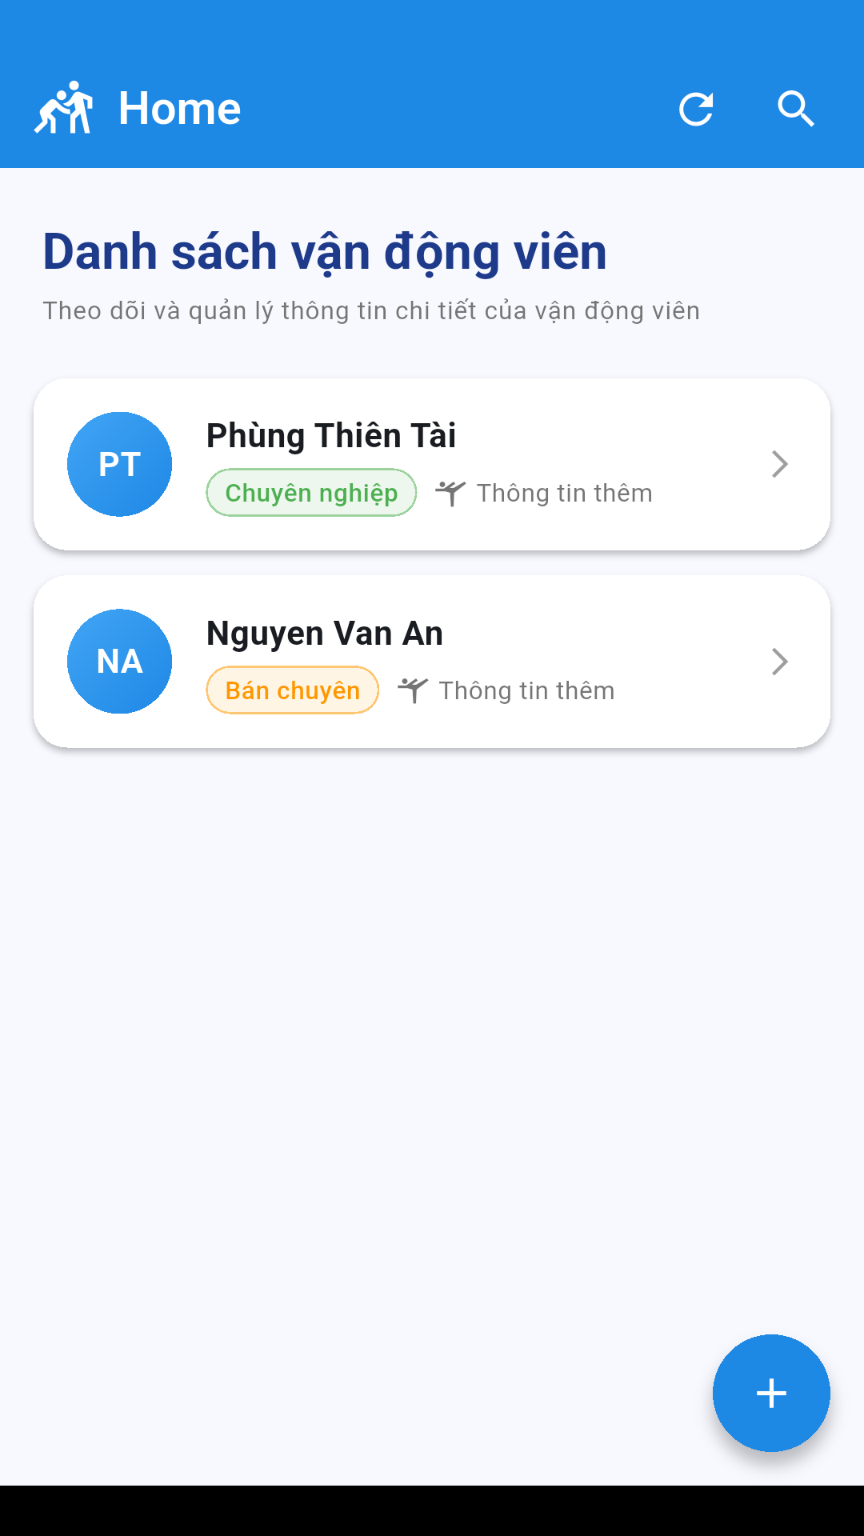 Home
Danh sách vận động viên
Theo dõi và quản lý thông tin chi tiết của vận động viên
PT
Phùng Thiên Tài
Chuyên nghiệp Thông tin thêm
NA
Nguyen Van An
Bán chuyên Thông tin thêm